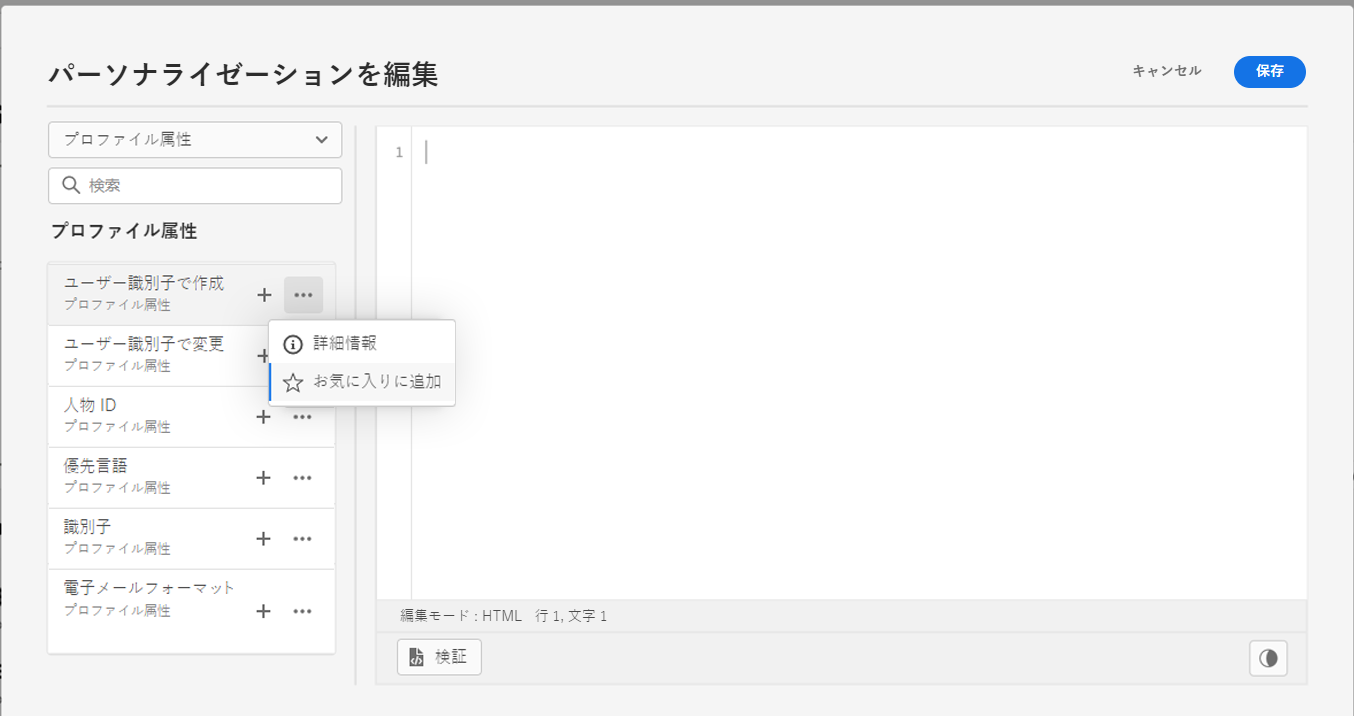 パーソナライゼーションを編集
キャンセル
保存
プロファイル属性
検索
プロファイル属性
ユーザー識別子で作成
プロファイル属性
ユーザー識別子で変更
プロファイル属性
人物 ID
プロファイル属性
優先言語
プロファイル属性
識別子
プロファイル属性
電子メールフォーマット
プロファイル属性
詳細情報
お気に入りに追加
1
編集モード : HTML 行 1, 文字 1
検証